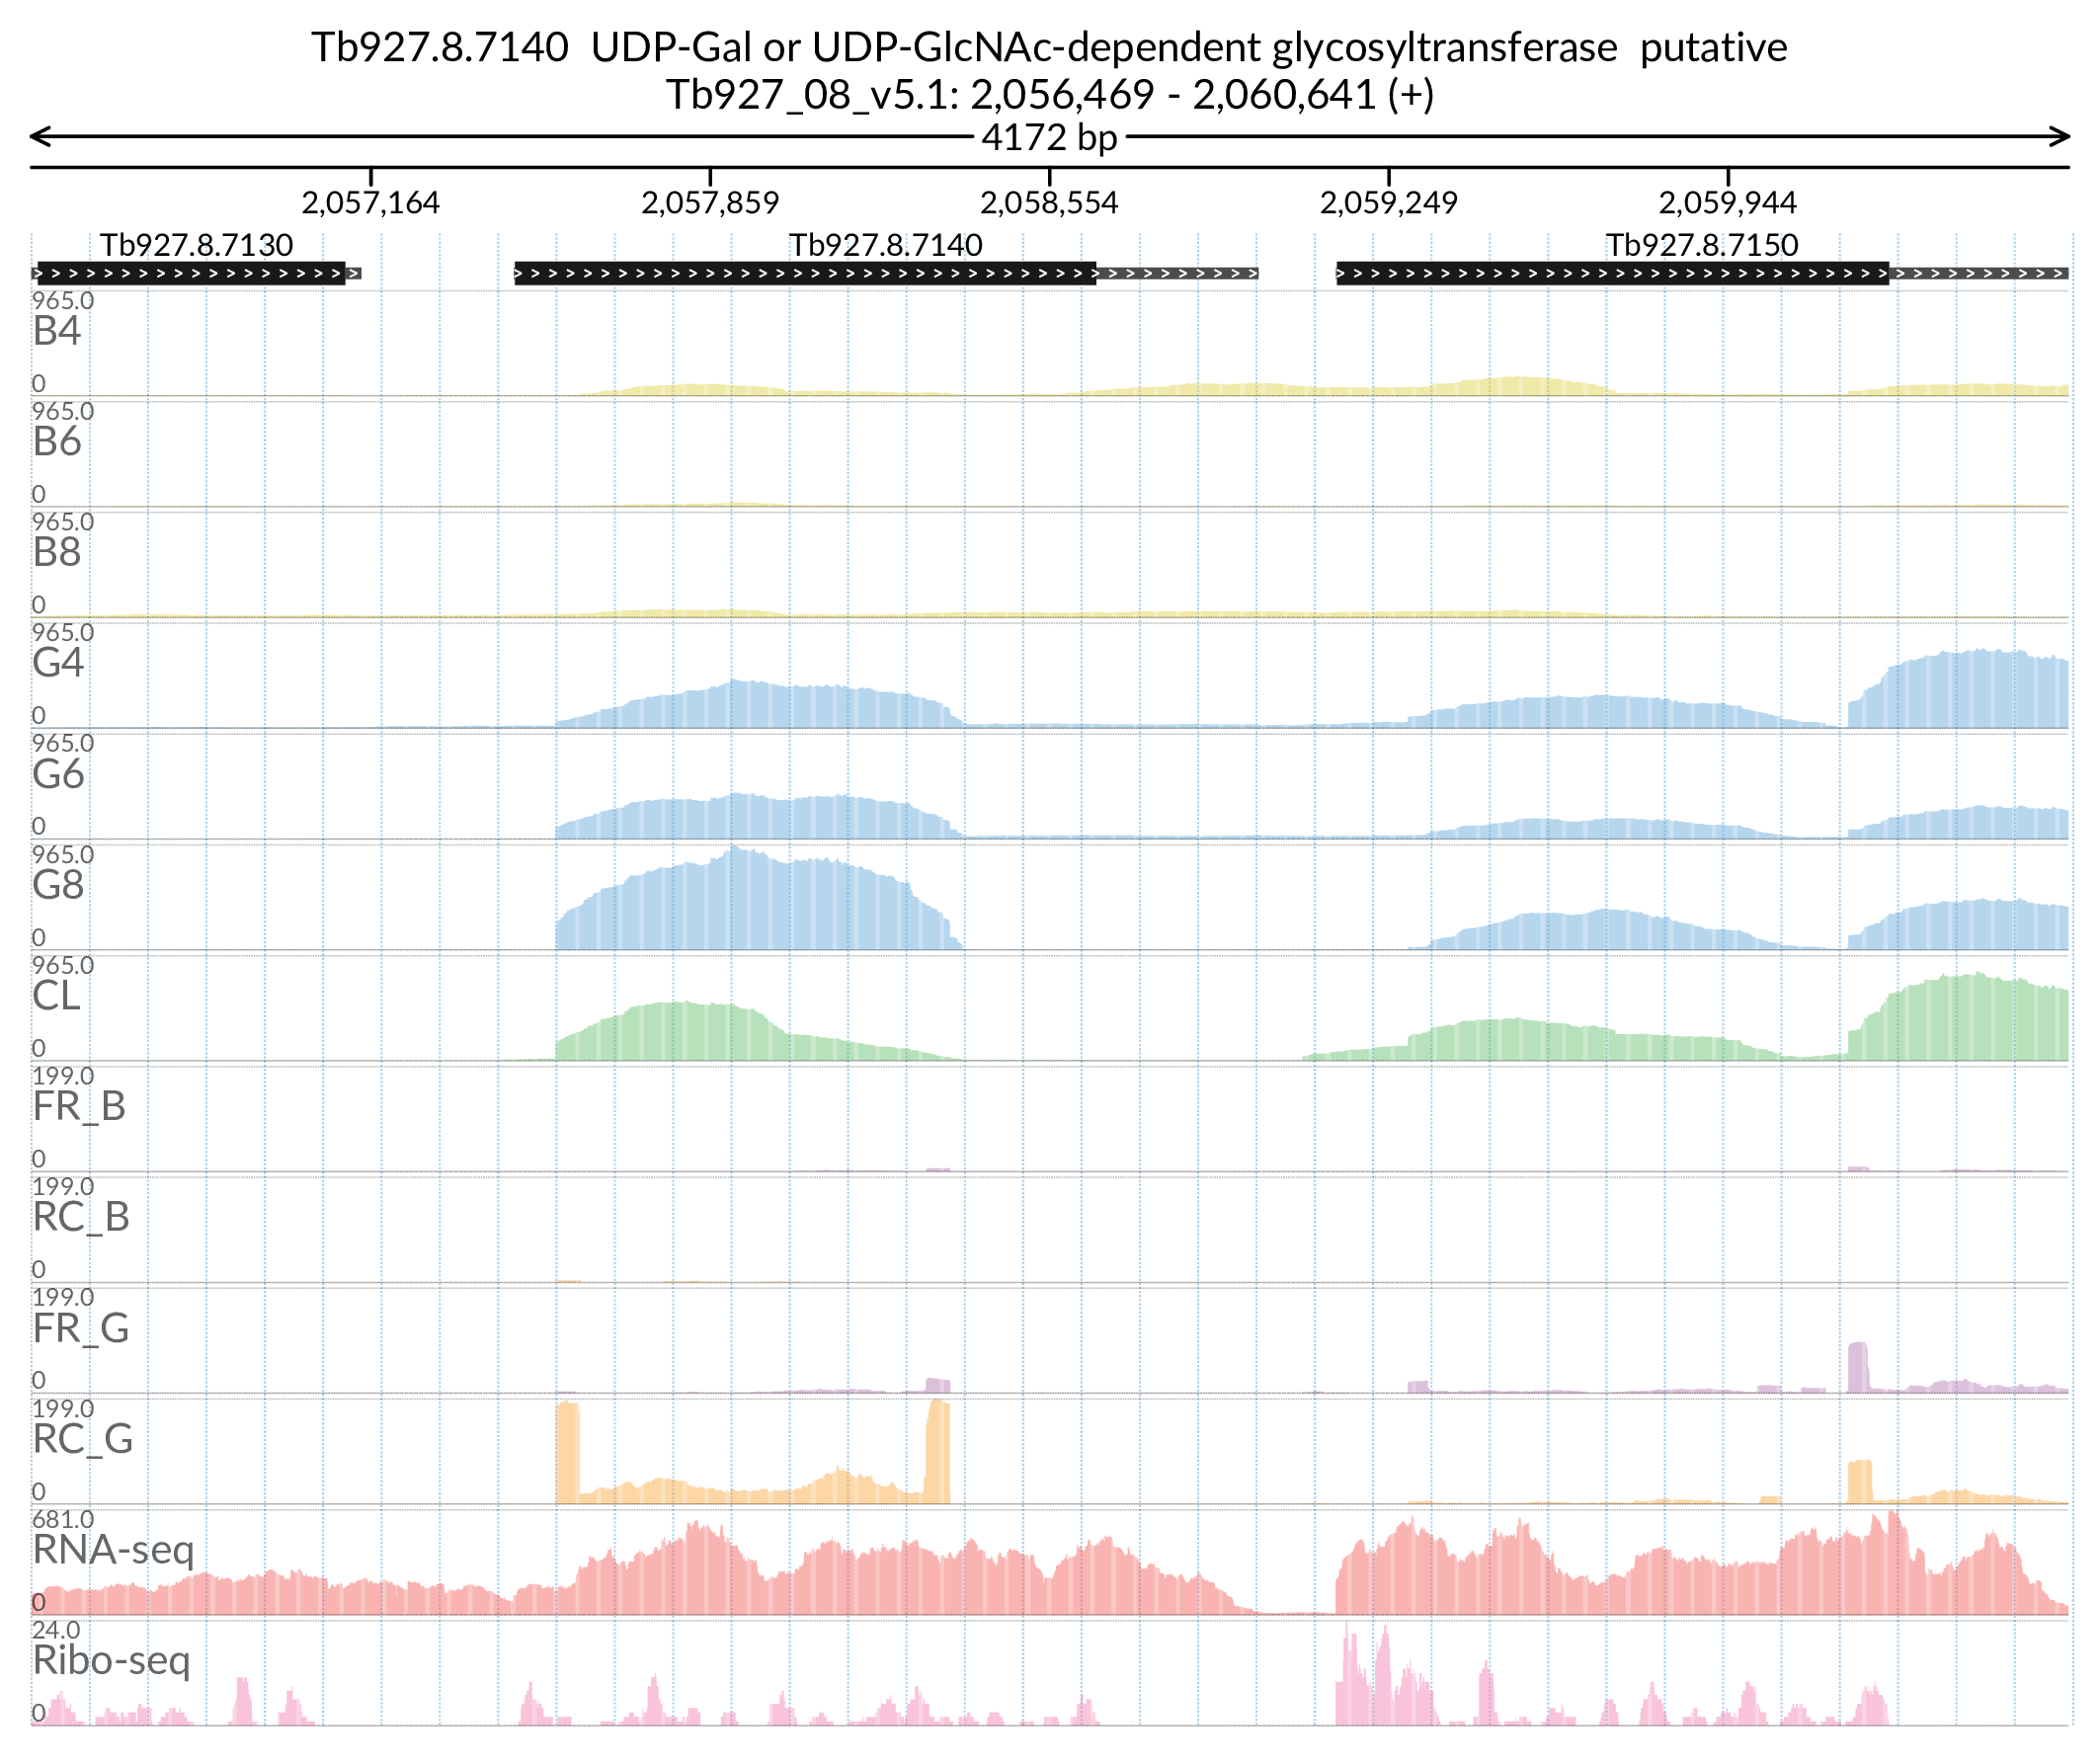 Tb927.8.7140  UDP-Gal or UDP-GlcNAc-dependent glycosyltransferase  putative
Tb927_08_v5.1: 2,056,469 - 2,060,641 (+)
4172 bp
2,057,164 2,057,859 2,058,554 2,059,249 2,059,944
Tb927.8.7130 Tb927.8.7140 Tb927.8.7150
965.0
B4
0
965.0
B6
0
965.0
B8
0
965.0
G4
0
965.0
G6
0
965.0
G8
0
965.0
CL
0
199.0
FR_B
0
199.0
RC_B
0
199.0
FR_G
0
199.0
RC_G
0
681.0
RNA-seq
0
24.0
Ribo-seq
0